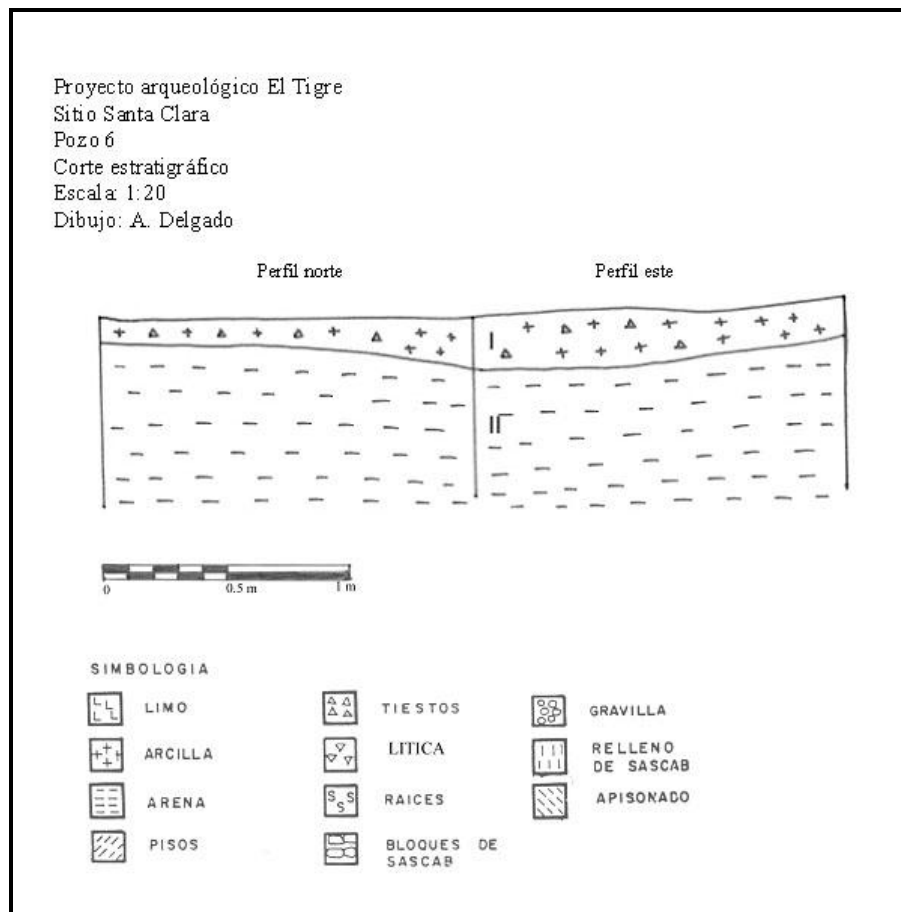 Proyecto arqueológico El Tigre
Sitio Santa Clara
Pozo 6
Corte estratigráfico
Escala: 1:20
Dibujo: A. Delgado
Perfil norte
Perfil este
I
II
0
0.5 m
1 m
SIMBOLOGIA
LIMO
TIESTOS
GRAVILLA
ARCILLA
LITICA
RELLENO
DE SASCAB
ARENA
RAICES
APISONADO
PISOS
BLOQUES DE
SASCAB